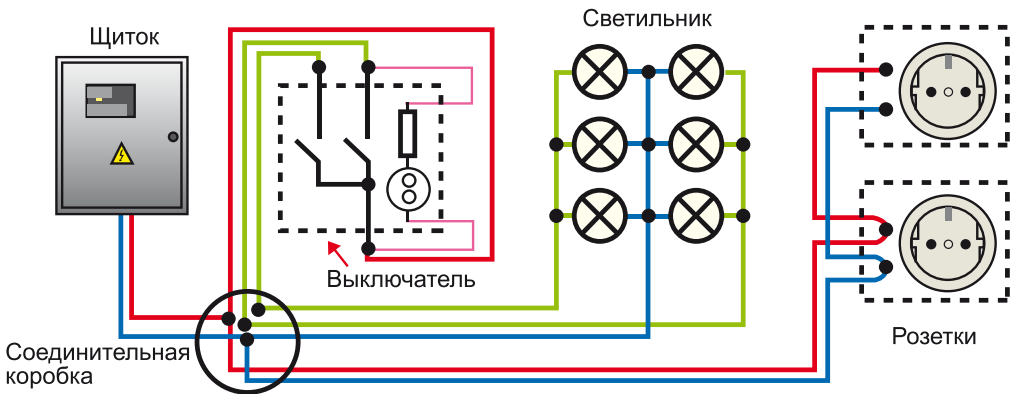 Щиток
Светильник
Выключатель
Соединительная
коробка
Розетки